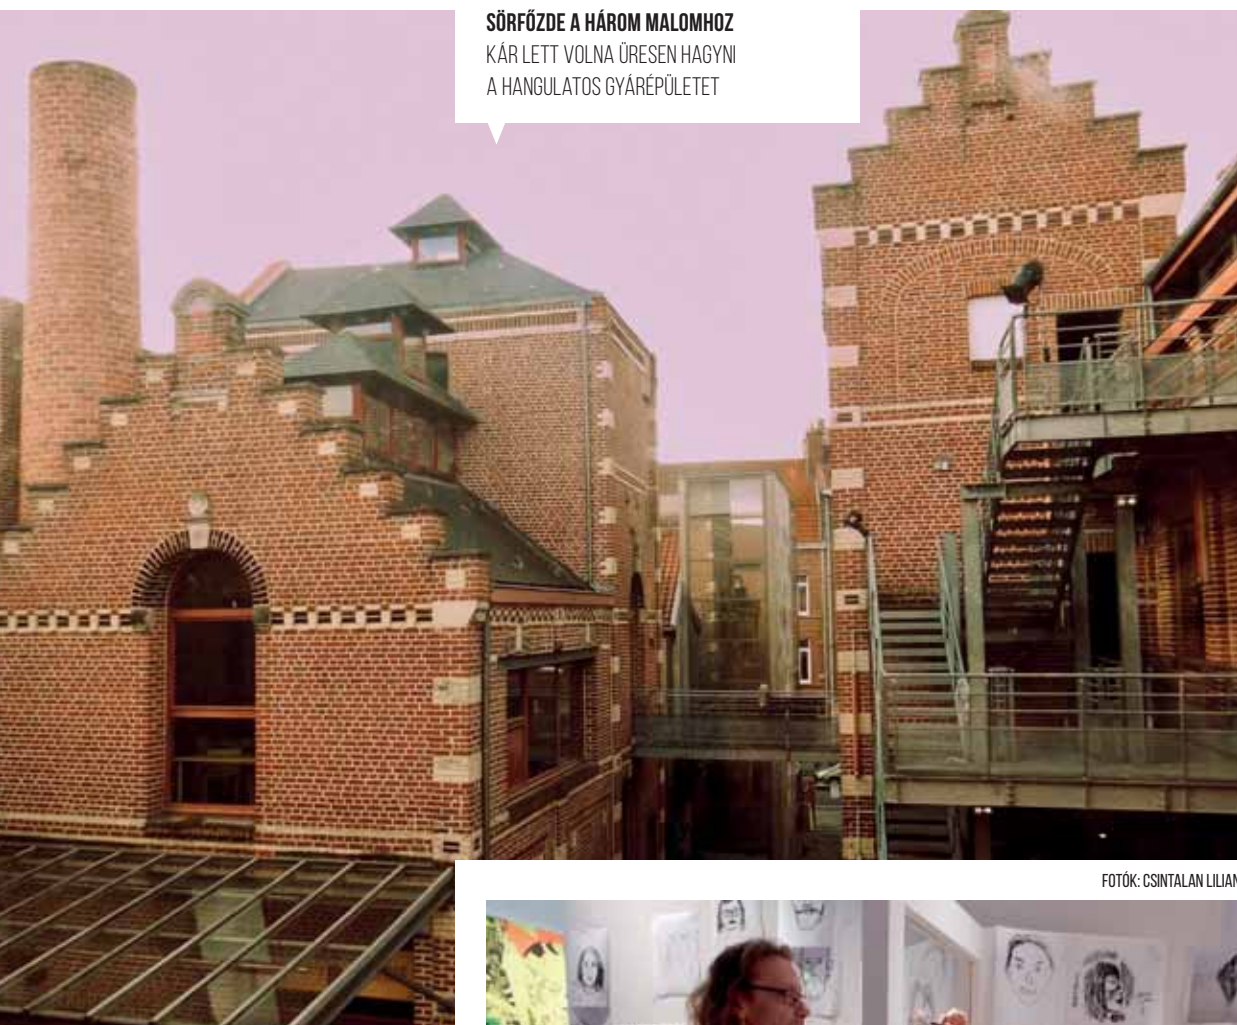 SÖRFŐZDE A HÁROM MALOMHOZ
KÁR LETT VOLNA ÜRESEN HAGYNI
A HANGULATOS GYÁRÉPÜLETET
FOTÓK: CSINTALAN LILIAN